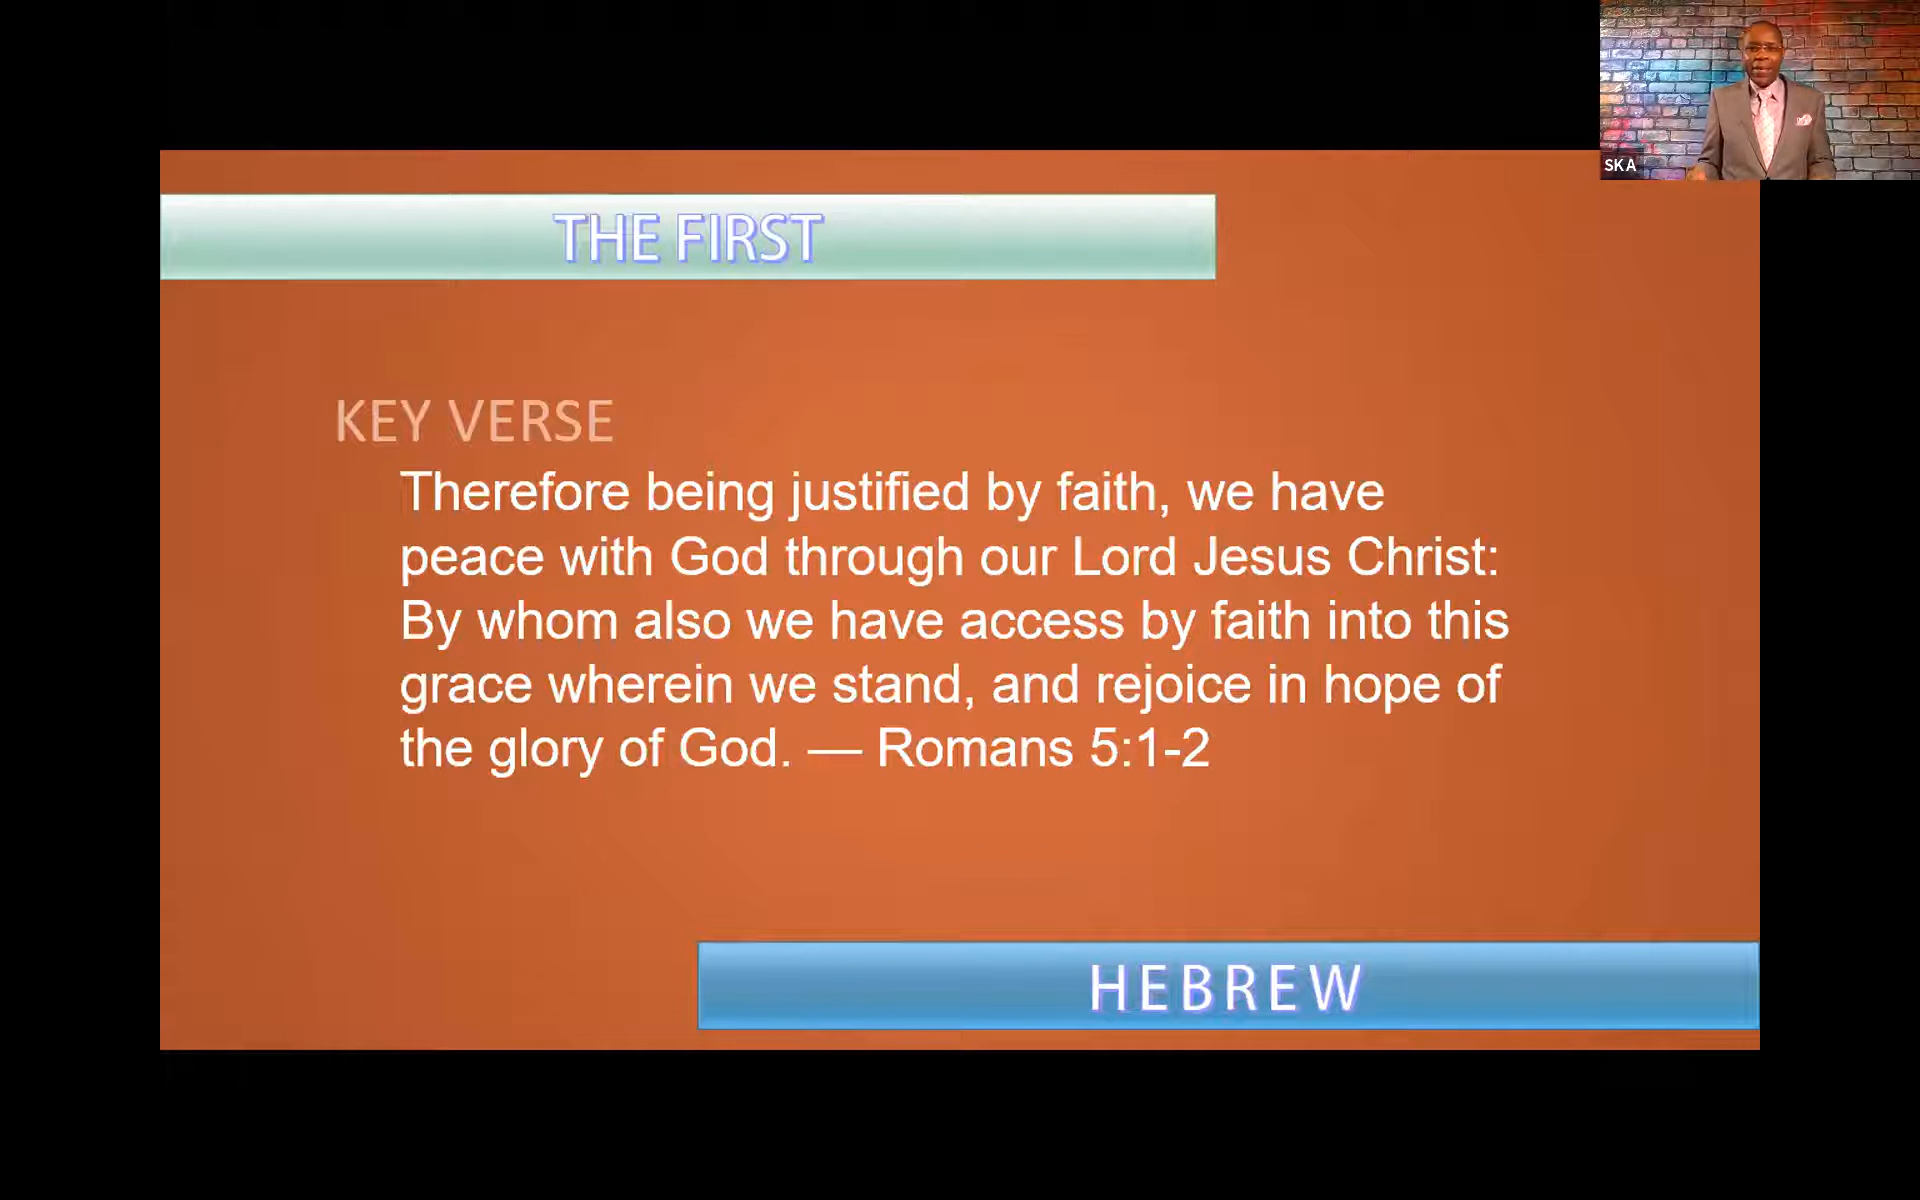 SKA
THE FIRST
KEY VERSE
Therefore being justified by faith, we have
peace with God through our Lord Jesus Christ:
By whom also we have access by faith into this
grace wherein we stand, and rejoice in hope of
the glory of God. — Romans 5:1-2
HEBREW